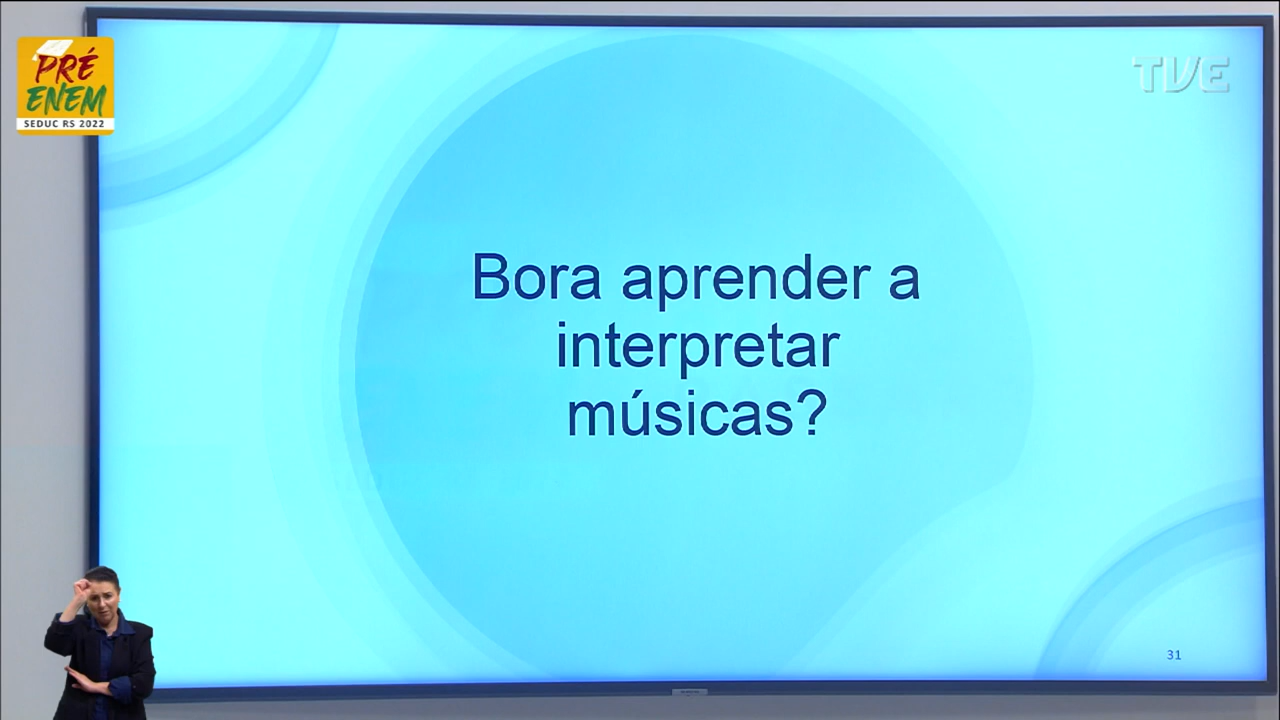 PRÉ
ENEM
SEDUC RS 2022
TVE
Bora aprender a
interpretar
músicas?
31